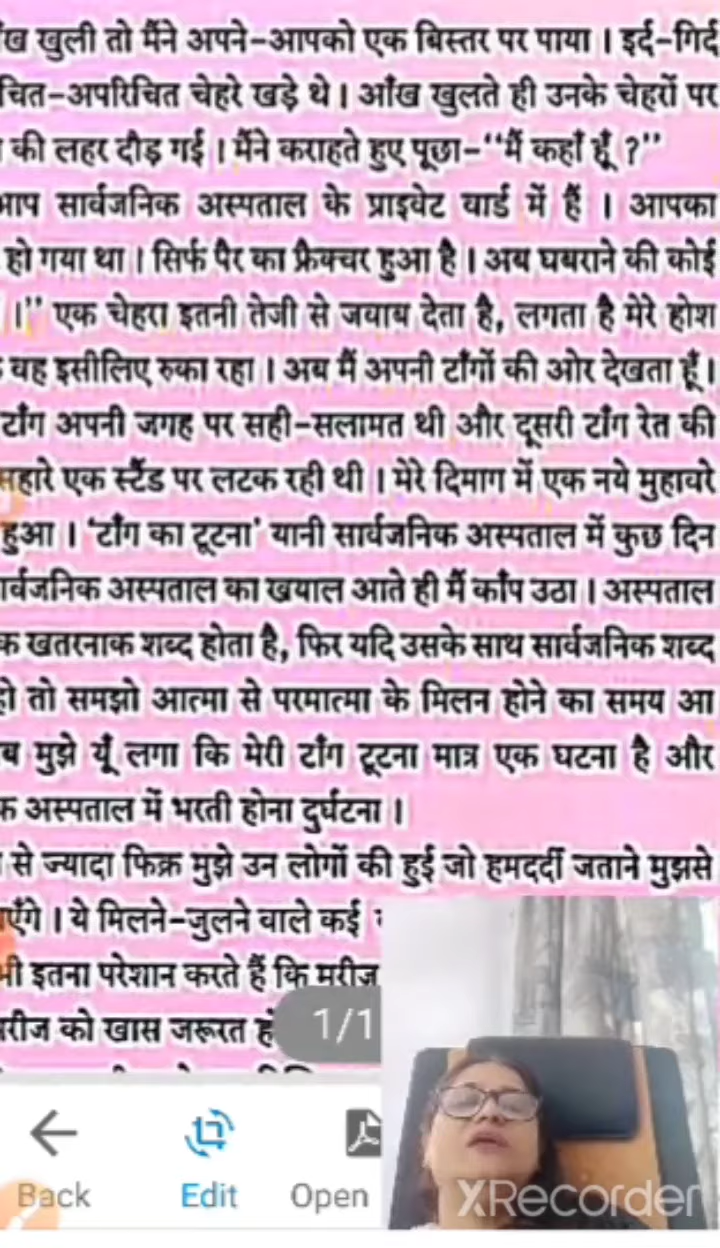 खुली तो मैंने अपने-आपको एक बिस्तर पर पाया । इर्द-गिर्द
चित-अपरिचित चेहरे खड़े थे । आँख खुलते ही उनके चेहरों पर
की लहर दौड़ गई । मैंने कराहते हुए पूछा-“मैं कहाँ हूँ ?”
सार्वजनिक अस्पताल के प्राइवेट वार्ड में हैं । आपका
हो गया था । सिर्फ पैर का फ्रैक्चर हुआ है । अब घबराने की कोई
।” एक चेहरा इतनी तेजी से जवाब देता है, लगता है मेरे होश
वह इसीलिए रुका रहा । अब मैं अपनी टाँगों की ओर देखता हूँ ।
टाँग अपनी जगह पर सही-सलामत थी और दूसरी टाँग रेत की
एक स्टैंड पर लटक रही थी । मेरे दिमाग में एक नये मुहावरे
हुआ । ‘टाँग का टूटना’ यानी सार्वजनिक अस्पताल में कुछ दिन
अस्पताल का खयाल आते ही मैं काँप उठा । अस्पताल
खतरनाक शब्द होता है, फिर यदि उसके साथ सार्वजनिक शब्द
तो समझो आत्मा से परमात्मा के मिलन होने का समय आ
मुझे यूँ लगा कि मेरी टाँग टूटना मात्र एक घटना है और
अस्पताल में भरती होना दुर्घटना ।
से ज्यादा फिक्र मुझे उन लोगों की हुई जो हमदर्दी जताने मुझसे
एँगे । ये मिलने-जुलने वाले कई
इतना परेशान करते हैं कि मरीज
को खास जरूरत
1/1
Back Edit Open
XRecorder